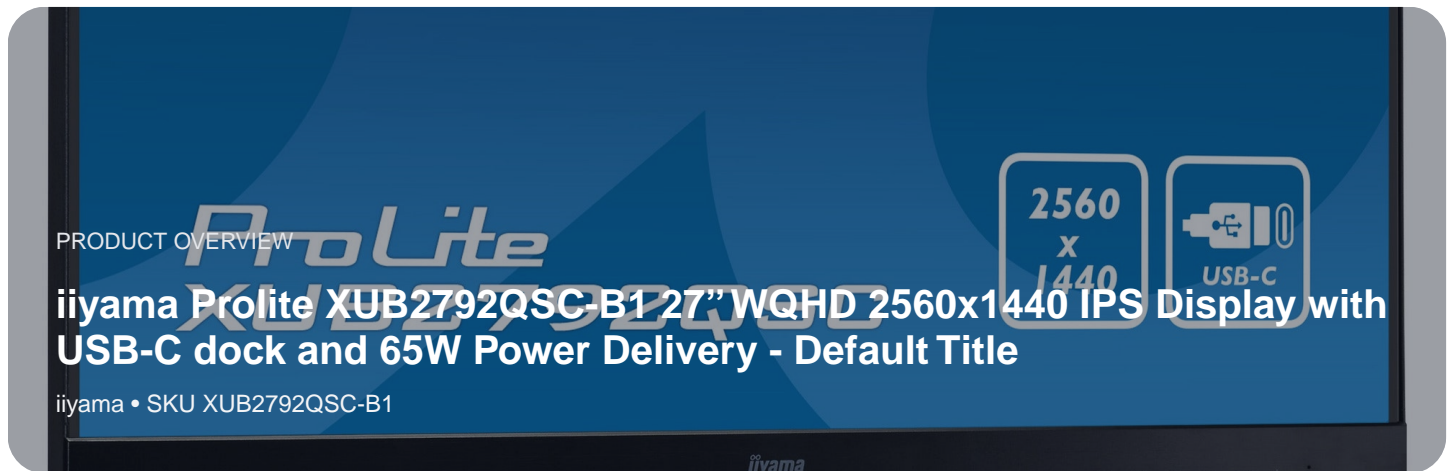 ProLite
2560
x
1440
USB-C
PRODUCT OVERVIEW
XUB2792QSC
iiyama Prolite XUB2792QSC-B1 27” WQHD 2560x1440 IPS Display with
USB-C dock and 65W Power Delivery - Default Title
iiyama • SKU XUB2792QSC-B1
iiyama